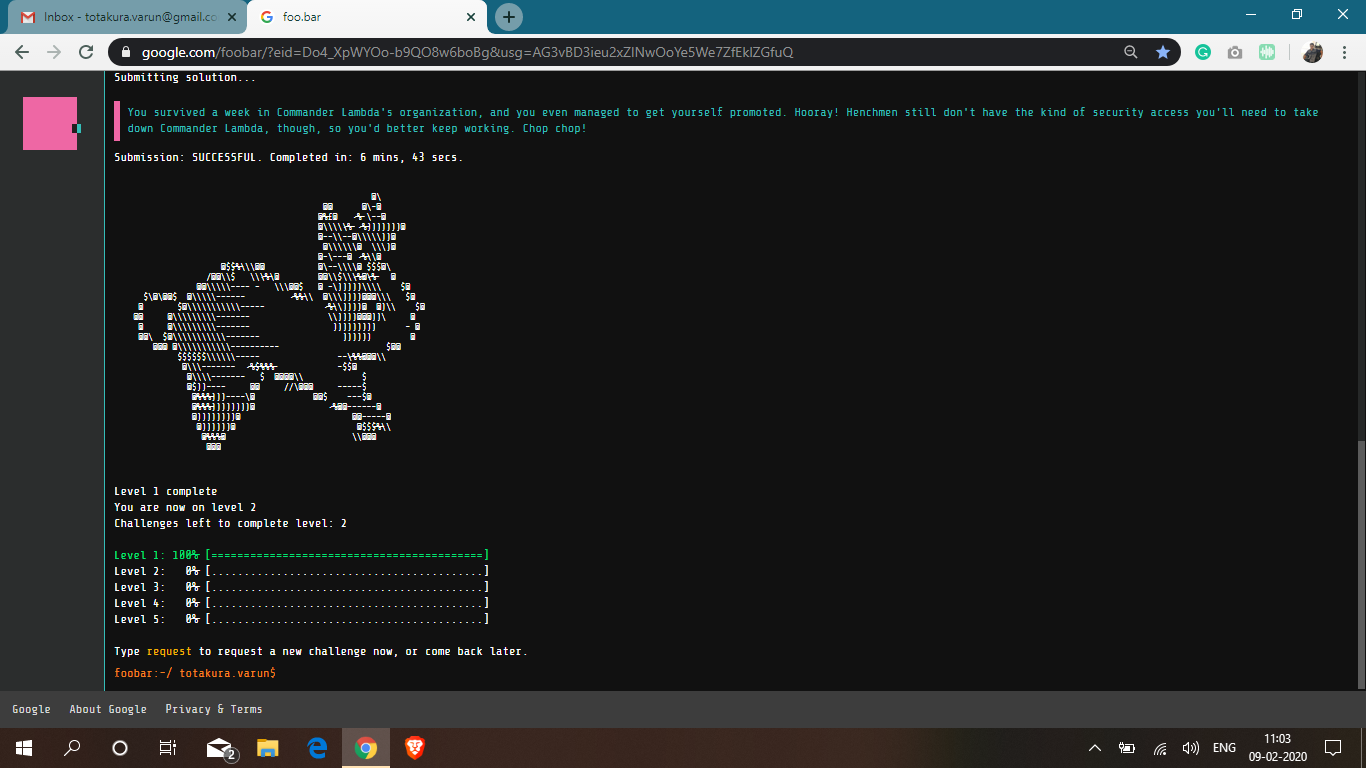 Inbox - totakura.varun@gmail.co
foo.bar
google.com/foobar/?eid=Do4_XpWYOo-b9QO8w6boBg&usg=AG3vBD3ieu2xZlNwOoYe5We7ZfEklZGfuQ
Submitting solution...
You survived a week in Commander Lambda's organization, and you even managed to get yourself promoted. Hooray! Henchmen still don't have the kind of security access you'll need to take
down Commander Lambda, though, so you'd better keep working. Chop chop!
Submission: SUCCESSFUL. Completed in: 6 mins, 43 secs.
Level 1 complete
You are now on level 2
Challenges left to complete level: 2
Level 1: 100% [==========================================]
Level 2: 0% [..........................................]
Level 3: 0% [..........................................]
Level 4: 0% [..........................................]
Level 5: 0% [..........................................]
Type request to request a new challenge now, or come back later.
foobar:~/ totakura.varun$
Google About Google Privacy & Terms
2
ENG
11:03
09-02-2020